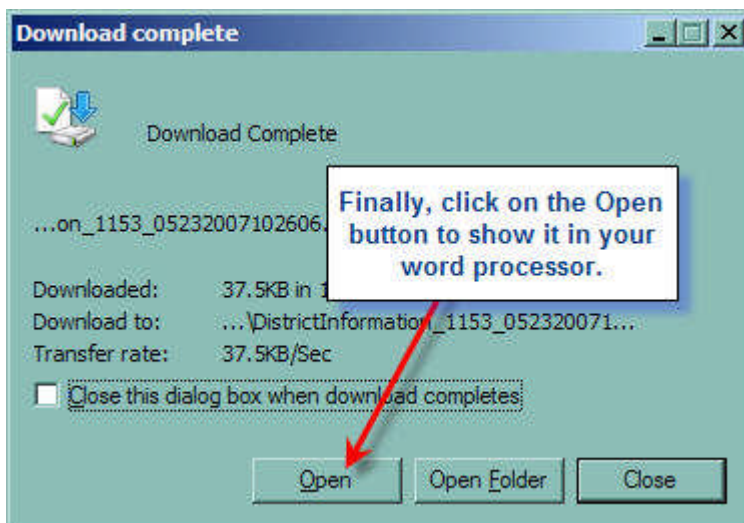 Download complete
Download Complete
Finally, click on the Open
button to show it in your
word processor.
...on_1153_05232007102606.
Downloaded: 37.5KB in
Download to: ...\DistrictInformation_1153_052320071...
Transfer rate: 37.5KB/Sec
Close this dialog box when download completes
Open Open Folder Close